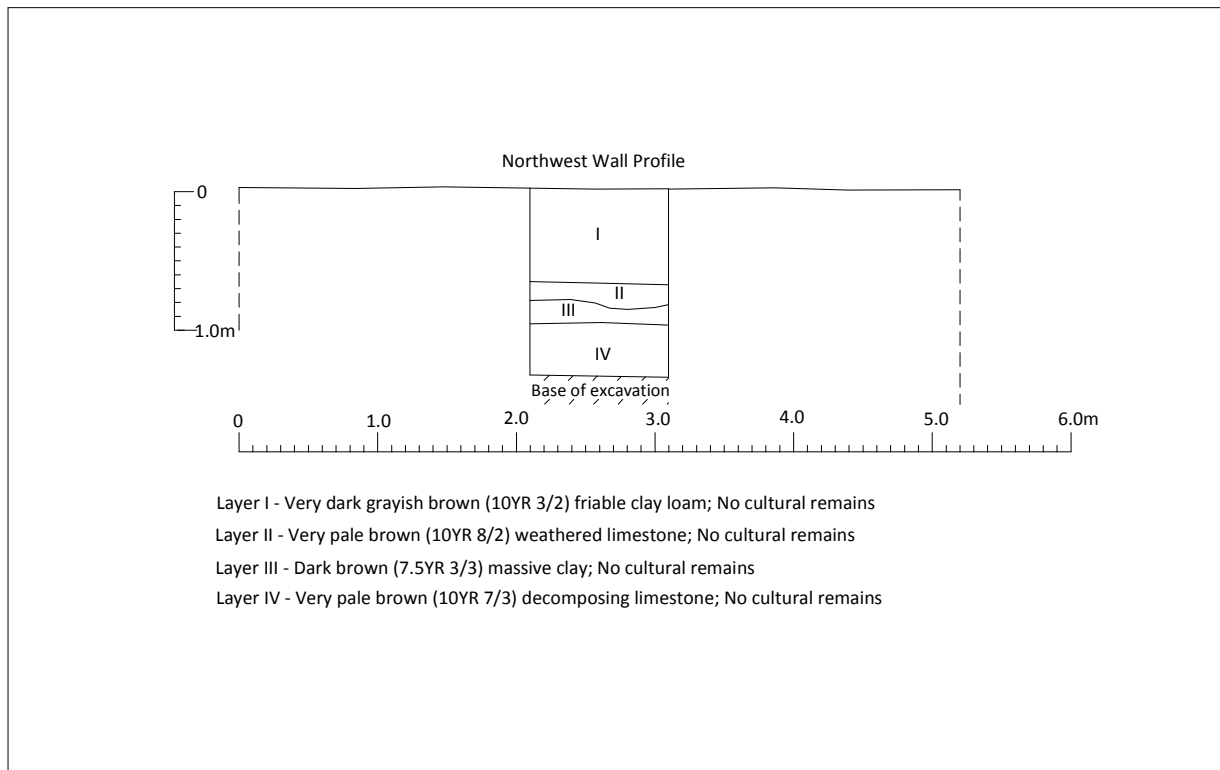 Northwest Wall Profile
0
I
II
III
1.0m
IV
Base of excavation
0 1.0 2.0 3.0 4.0 5.0 6.0m
Layer I - Very dark grayish brown (10YR 3/2) friable clay loam; No cultural remains
Layer II - Very pale brown (10YR 8/2) weathered limestone; No cultural remains
Layer III - Dark brown (7.5YR 3/3) massive clay; No cultural remains
Layer IV - Very pale brown (10YR 7/3) decomposing limestone; No cultural remains